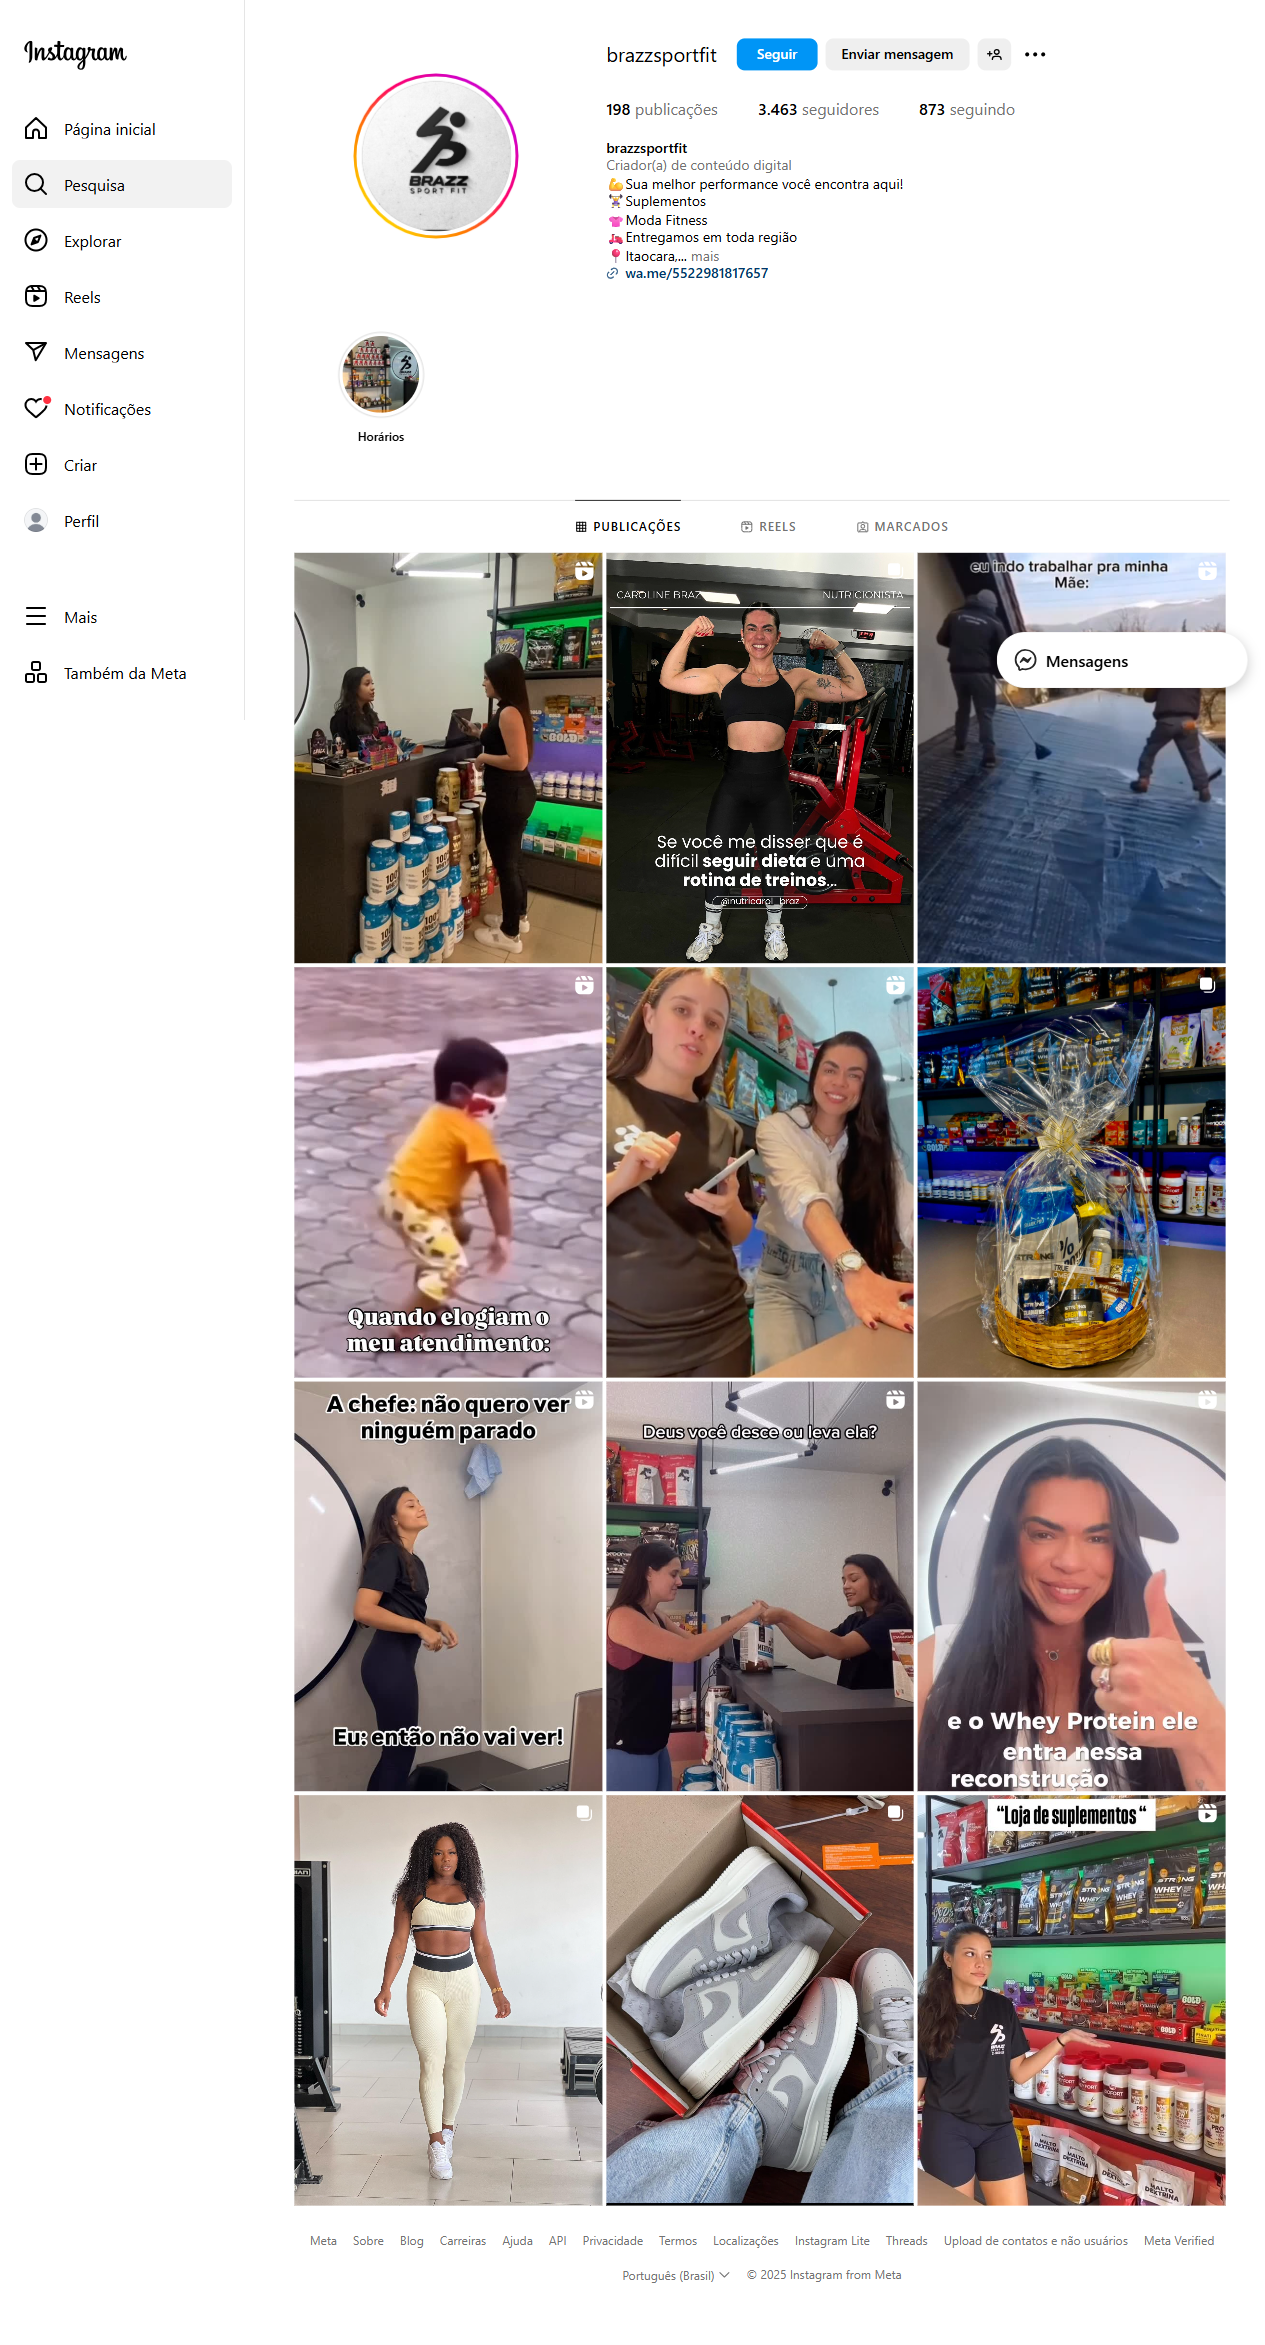 Instagram
Página inicial
Pesquisa
Explorar
Reels
Mensagens
Notificações
Criar
Perfil
Mais
Também da Meta
BRAZZ
SPORT FIT
brazzsportfit
Seguir
Enviar mensagem
198 publicações
3.463 seguidores
873 seguindo
brazzsportfit
Criador(a) de conteúdo digital
💪Sua melhor performance você encontra aqui!
🏋️Suplementos
👚Moda Fitness
🛵Entregamos em toda região
📍Itaocara,... mais
wa.me/5522981817657
Horários
PUBLICAÇÕES
REELS
MARCADOS
CAROLINE BRAZ
NUTRICIONISTA
Se você me disser que é
difícil seguir dieta e uma
rotina de treinos...
@nutricarol_braz
eu indo trabalhar pra minha
Mãe:
Mensagens
Quando elogiam o
meu atendimento:
STRONG
A chefe: não quero ver
ninguém parado
Eu: então não vai ver!
Deus você desce ou leva ela?
e o Whey Protein ele
entra nessa
reconstrução
“Loja de suplementos “
STRONG
WHEY
GOLD
BRAZZ
MALTO
DEXTRINA
Meta
Sobre
Blog
Carreiras
Ajuda
API
Privacidade
Termos
Localizações
Instagram Lite
Threads
Upload de contatos e não usuários
Meta Verified
Português (Brasil)
© 2025 Instagram from Meta